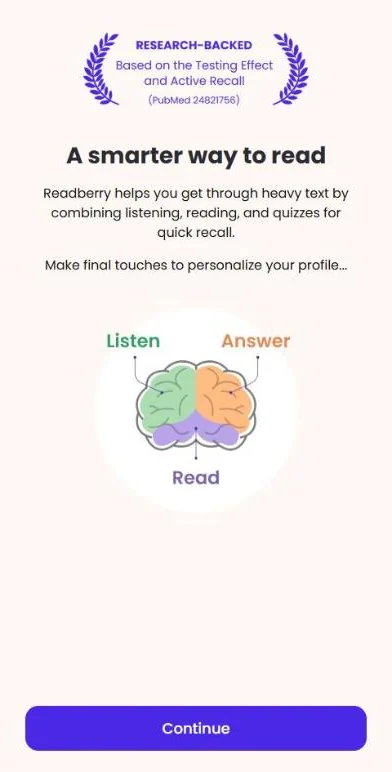 RESEARCH-BACKED
Based on the Testing Effect
and Active Recall
(PubMed 24821756)
A smarter way to read
Readberry helps you get through heavy text by
combining listening, reading, and quizzes for
quick recall.
Make final touches to personalize your profile...
Listen
Answer
Read
Continue